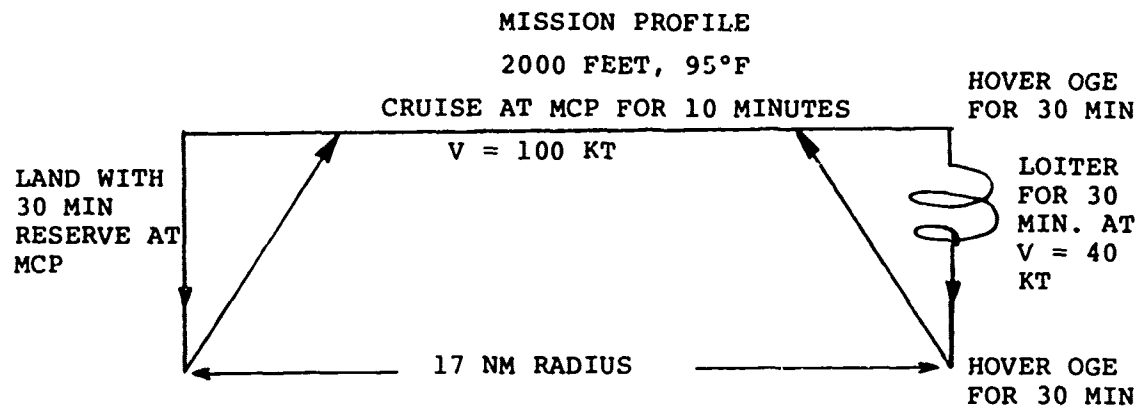 MISSION PROFILE
2000 FEET, 95°F
CRUISE AT MCP FOR 10 MINUTES
V = 100 KT
HOVER OGE
FOR 30 MIN
LAND WITH
30 MIN
RESERVE AT
MCP
LOITER
FOR 30
MIN. AT
V = 40
KT
17 NM RADIUS
HOVER OGE
FOR 30 MIN